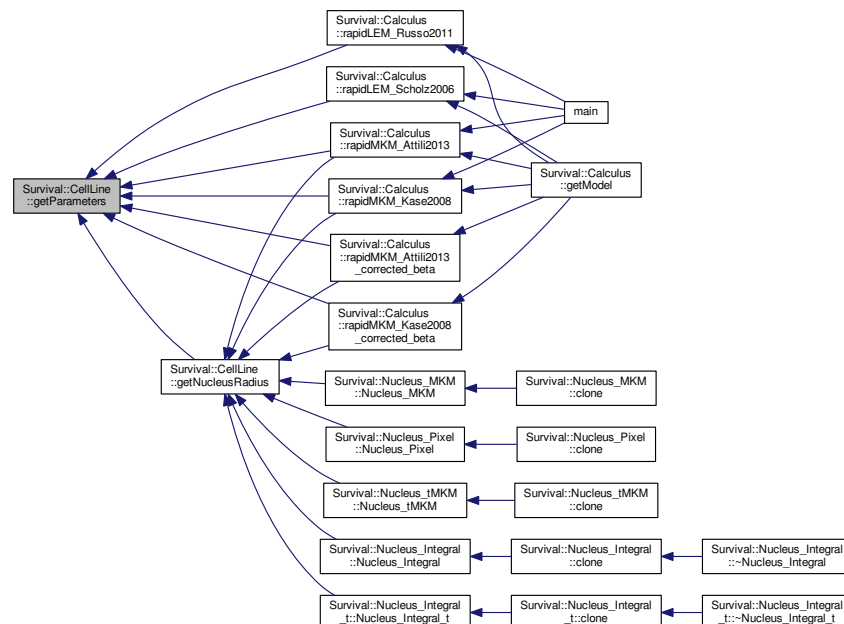 Survival::Calculus
::rapidLEM_Russo2011
Survival::Calculus
::rapidLEM_Scholz2006
main
Survival::Calculus
::rapidMKM_Attili2013
Survival::Calculus
::getModel
Survival::CellLine
::getParameters
Survival::Calculus
::rapidMKM_Kase2008
Survival::Calculus
::rapidMKM_Attili2013
_corrected_beta
Survival::Calculus
::rapidMKM_Kase2008
_corrected_beta
Survival::CellLine
::getNucleusRadius
Survival::Nucleus_MKM
::Nucleus_MKM
Survival::Nucleus_MKM
::clone
Survival::Nucleus_Pixel
::Nucleus_Pixel
Survival::Nucleus_Pixel
::clone
Survival::Nucleus_tMKM
::Nucleus_tMKM
Survival::Nucleus_tMKM
::clone
Survival::Nucleus_Integral
::Nucleus_Integral
Survival::Nucleus_Integral
::clone
Survival::Nucleus_Integral
::~Nucleus_Integral
Survival::Nucleus_Integral
_t::Nucleus_Integral_t
Survival::Nucleus_Integral
_t::clone
Survival::Nucleus_Integral
_t::~Nucleus_Integral_t